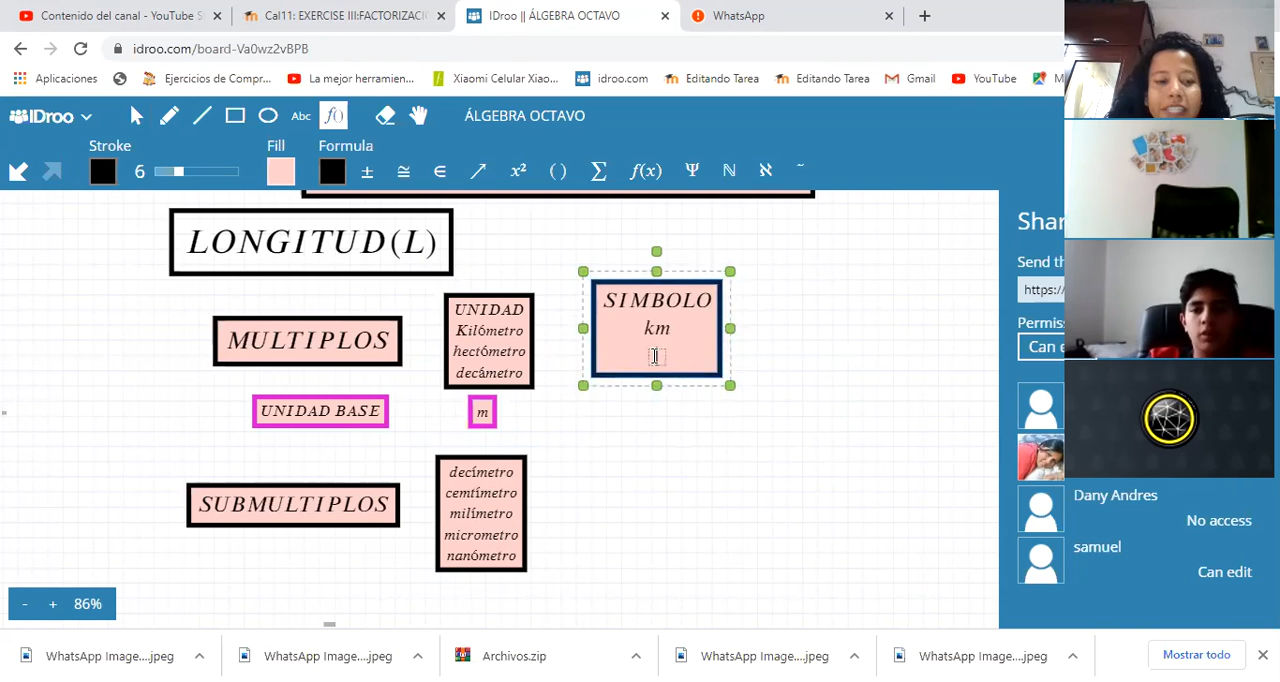 Contenido del canal - YouTube S
Cal11: EXERCISE III:FACTORIZACI
IDroo || ÁLGEBRA OCTAVO
WhatsApp
idroo.com/board-Va0wz2vBPB
Aplicaciones
Ejercicios de Compr...
La mejor herramien...
Xiaomi Celular Xiao...
idroo.com
Editando Tarea
Editando Tarea
Gmail
YouTube
M
IDroo
Abc
f()
ÁLGEBRA OCTAVO
Stroke
6
Fill
Formula
± ≅ ∈ x² ( ) ∑ f(x) Ψ ℕ ℵ
LONGITUD(L)
MULTIPLOS
UNIDAD
Kilómetro
hectómetro
decámetro
SIMBOLO
km
UNIDAD BASE
m
SUBMULTIPLOS
decímetro
cemtímetro
milímetro
micrometro
nanómetro
- + 86%
Shar
Send th
https:/
Permis
Can e
Dany Andres
No access
samuel
Can edit
WhatsApp Image....jpeg
WhatsApp Image....jpeg
Archivos.zip
WhatsApp Image....jpeg
WhatsApp Image....jpeg
Mostrar todo